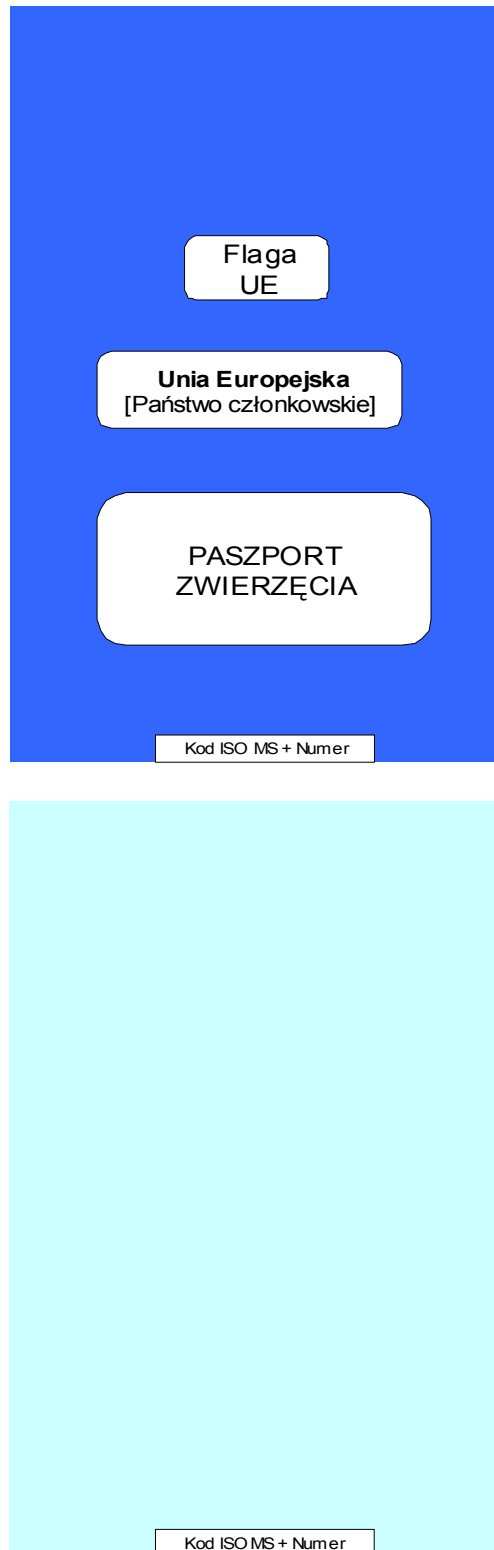 Flaga
UE
Unia Europejska
[Państwo członkowskie]
PASZPORT
ZWIERZĘCIA
Kod ISO MS + Numer
Kod ISO MS + Numer